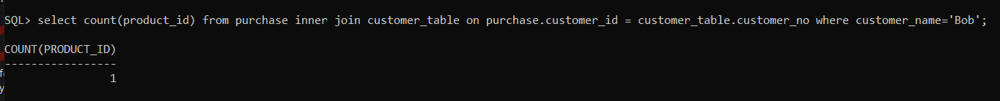 SQL> select count(product_id) from purchase inner join customer_table on purchase.customer_id = customer_table.customer_no where customer_name='Bob';
COUNT(PRODUCT_ID)
-----------------
1